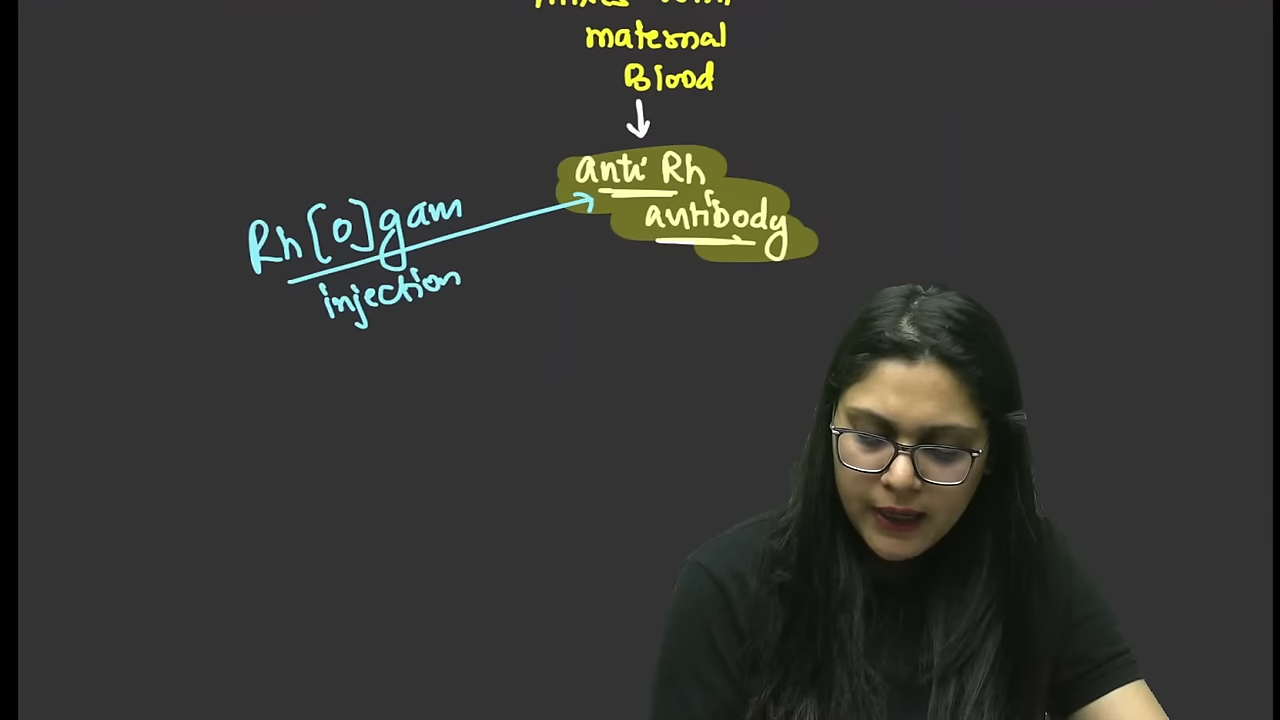 maternal
Blood
anti Rh
antibody
Rh[o]gam
injection